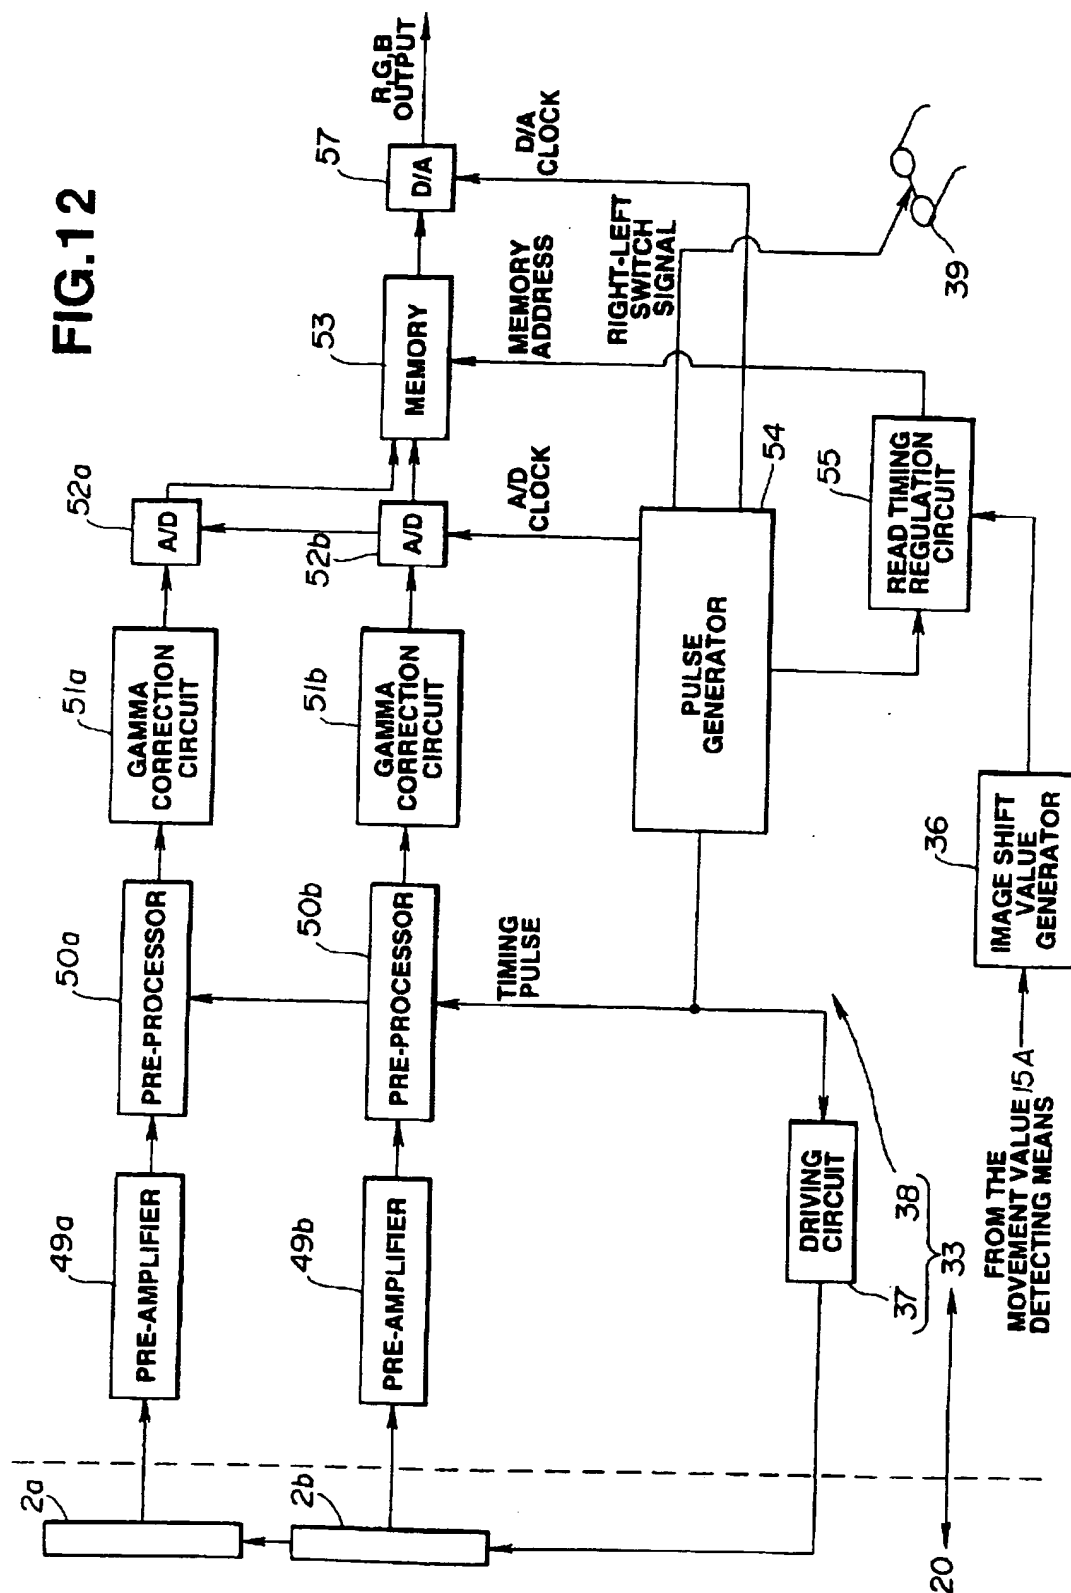 FIG.12
2a
49a
PRE-AMPLIFIER
50a
PRE-PROCESSOR
51a
GAMMA
CORRECTION
CIRCUIT
52a
A/D
2b
49b
PRE-AMPLIFIER
50b
PRE-PROCESSOR
51b
GAMMA
CORRECTION
CIRCUIT
52b
A/D
53
MEMORY
57
D/A
R,G,B
OUTPUT
TIMING
PULSE
A/D
CLOCK
MEMORY
ADDRESS
D/A
CLOCK
RIGHT-LEFT
SWITCH
SIGNAL
PULSE
GENERATOR
54
DRIVING
CIRCUIT
37
38
33
20
55
READ TIMING
REGULATION
CIRCUIT
39
36
IMAGE SHIFT
VALUE
GENERATOR
FROM THE
MOVEMENT VALUE 15A
DETECTING MEANS